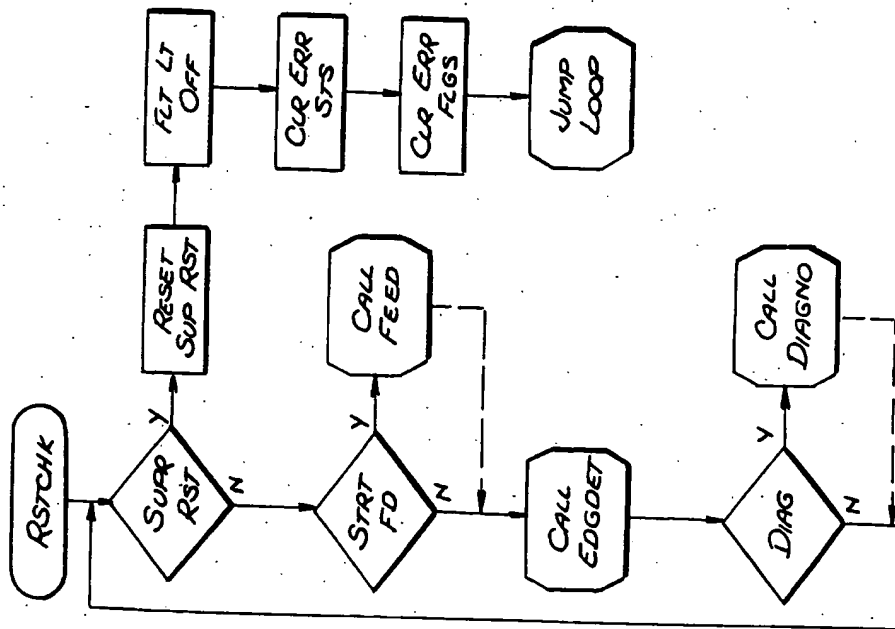 RSTCHK
SUPR
RST
Y
N
RESET
SUP RST
FLT LT
OFF
CLR ERR
STS
CLR ERR
FLGS
JUMP
LOOP
STRT
FD
Y
N
CALL
FEED
CALL
EDGDET
DIAG
Y
N
CALL
DIAGNO